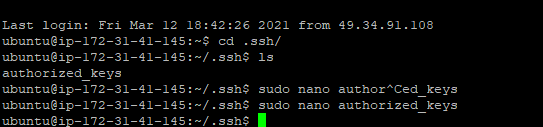 Last login: Fri Mar 12 18:42:26 2021 from 49.34.91.108
ubuntu@ip-172-31-41-145:~$ cd .ssh/
ubuntu@ip-172-31-41-145:~/.ssh$ ls
authorized_keys
ubuntu@ip-172-31-41-145:~/.ssh$ sudo nano author^Ced_keys
ubuntu@ip-172-31-41-145:~/.ssh$ sudo nano authorized_keys
ubuntu@ip-172-31-41-145:~/.ssh$